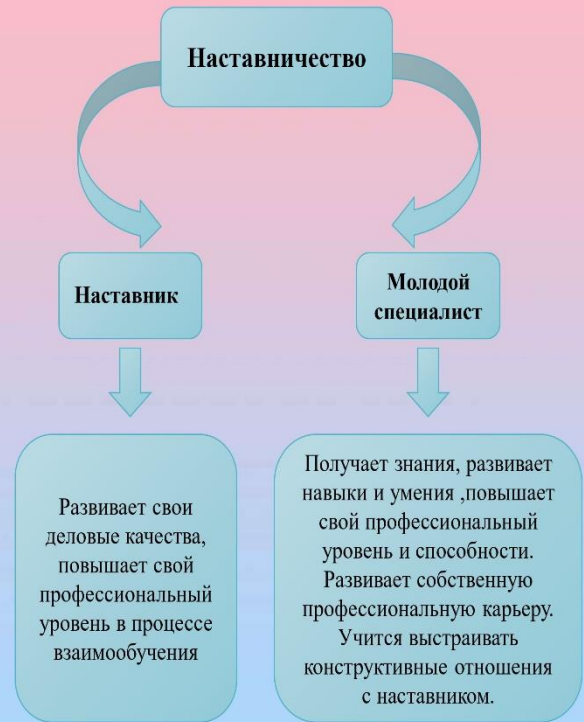 Наставничество
Наставник
Молодой
специалист
Развивает свои
деловые качества,
повышает свой
профессиональный
уровень в процессе
взаимообучения
Получает знания, развивает
навыки и умения ,повышает
свой профессиональный
уровень и способности.
Развивает собственную
профессиональную карьеру.
Учится выстраивать
конструктивные отношения
с наставником.